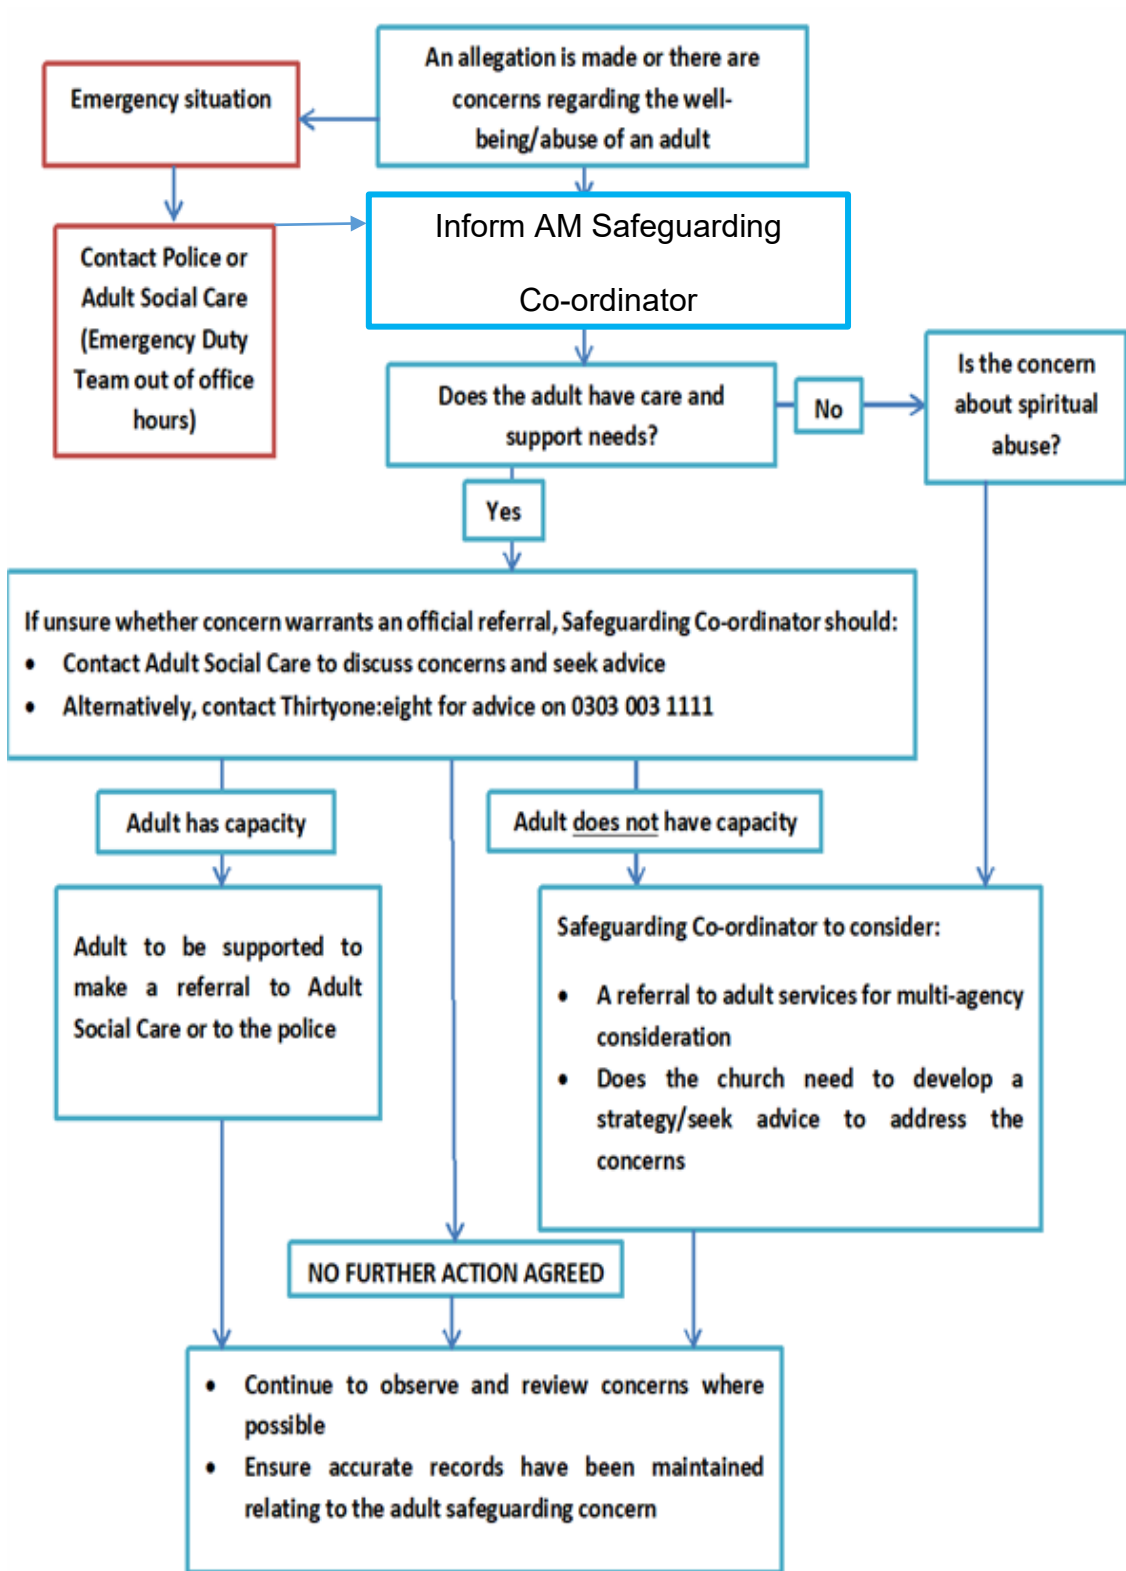 An allegation is made or there are
concerns regarding the well-
being/abuse of an adult
Emergency situation
Inform AM Safeguarding
Co-ordinator
Contact Police or
Adult Social Care
(Emergency Duty
Team out of office
hours)
Does the adult have care and
support needs?
No
Is the concern
about spiritual
abuse?
Yes
If unsure whether concern warrants an official referral, Safeguarding Co-ordinator should:
• Contact Adult Social Care to discuss concerns and seek advice
• Alternatively, contact Thirtyone:eight for advice on 0303 003 1111
Adult has capacity
Adult does not have capacity
Adult to be supported to
make a referral to Adult
Social Care or to the police
Safeguarding Co-ordinator to consider:
• A referral to adult services for multi-agency
consideration
• Does the church need to develop a
strategy/seek advice to address the
concerns
NO FURTHER ACTION AGREED
• Continue to observe and review concerns where
possible
• Ensure accurate records have been maintained
relating to the adult safeguarding concern